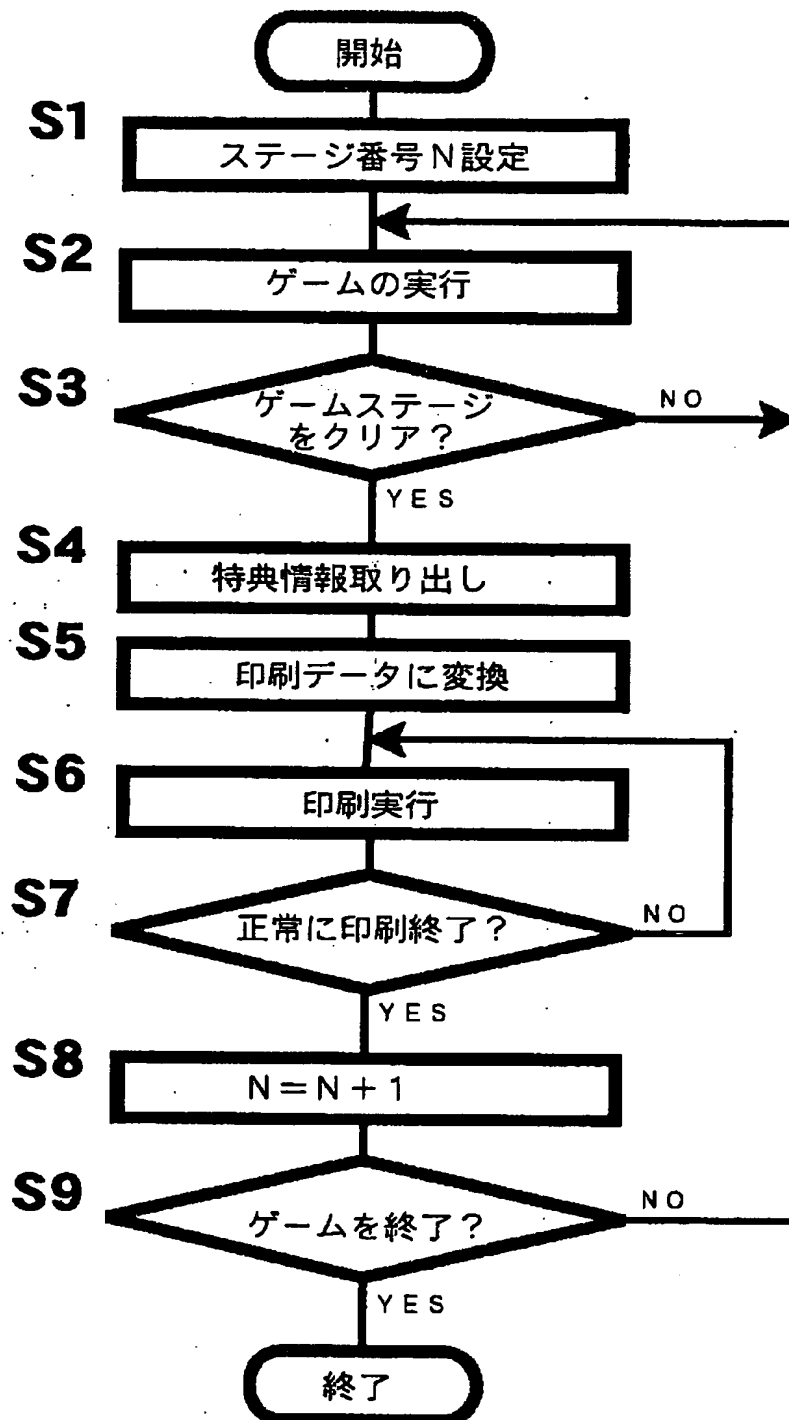 開始
S1
ステージ番号N設定
S2
ゲームの実行
S3
ゲームステージ
をクリア?
NO
YES
S4
特典情報取り出し
S5
印刷データに変換
S6
印刷実行
S7
正常に印刷終了?
NO
YES
S8
N=N+1
S9
ゲームを終了?
NO
YES
終了